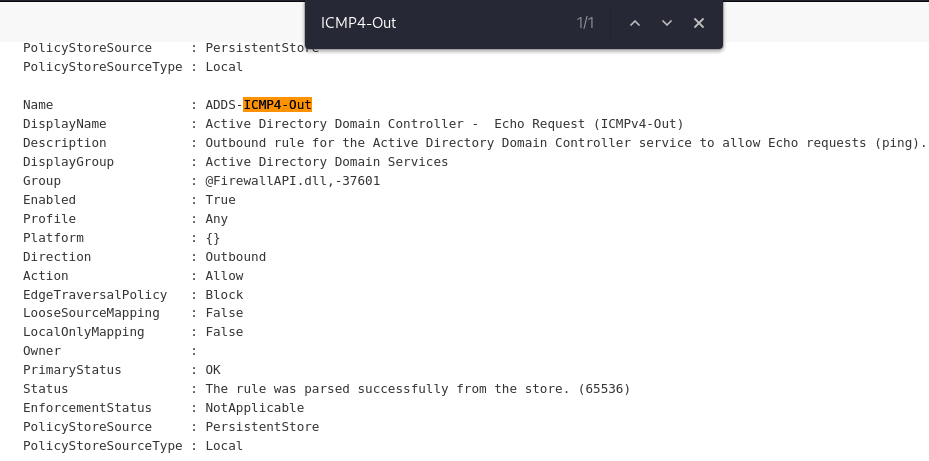 ICMP4-Out 1/1
PolicyStoreSource : PersistentStore
PolicyStoreSourceType : Local
Name : ADDS-ICMP4-Out
DisplayName : Active Directory Domain Controller -  Echo Request (ICMPv4-Out)
Description : Outbound rule for the Active Directory Domain Controller service to allow Echo requests (ping).
DisplayGroup : Active Directory Domain Services
Group : @FirewallAPI.dll,-37601
Enabled : True
Profile : Any
Platform : {}
Direction : Outbound
Action : Allow
EdgeTraversalPolicy : Block
LooseSourceMapping : False
LocalOnlyMapping : False
Owner :
PrimaryStatus : OK
Status : The rule was parsed successfully from the store. (65536)
EnforcementStatus : NotApplicable
PolicyStoreSource : PersistentStore
PolicyStoreSourceType : Local